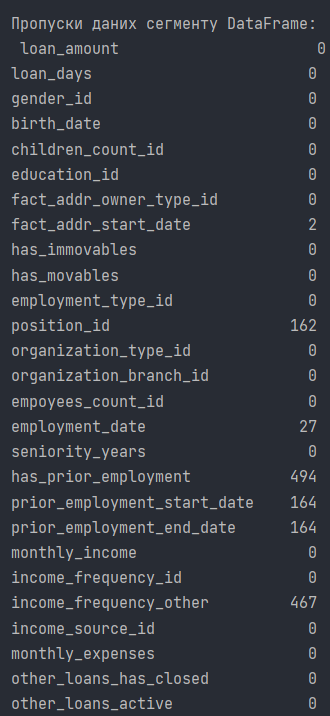 Пропуски даних сегменту DataFrame:
loan_amount 0
loan_days 0
gender_id 0
birth_date 0
children_count_id 0
education_id 0
fact_addr_owner_type_id 0
fact_addr_start_date 2
has_immovables 0
has_movables 0
employment_type_id 0
position_id 162
organization_type_id 0
organization_branch_id 0
empoyees_count_id 0
employment_date 27
seniority_years 0
has_prior_employment 494
prior_employment_start_date 164
prior_employment_end_date 164
monthly_income 0
income_frequency_id 0
income_frequency_other 467
income_source_id 0
monthly_expenses 0
other_loans_has_closed 0
other_loans_active 0